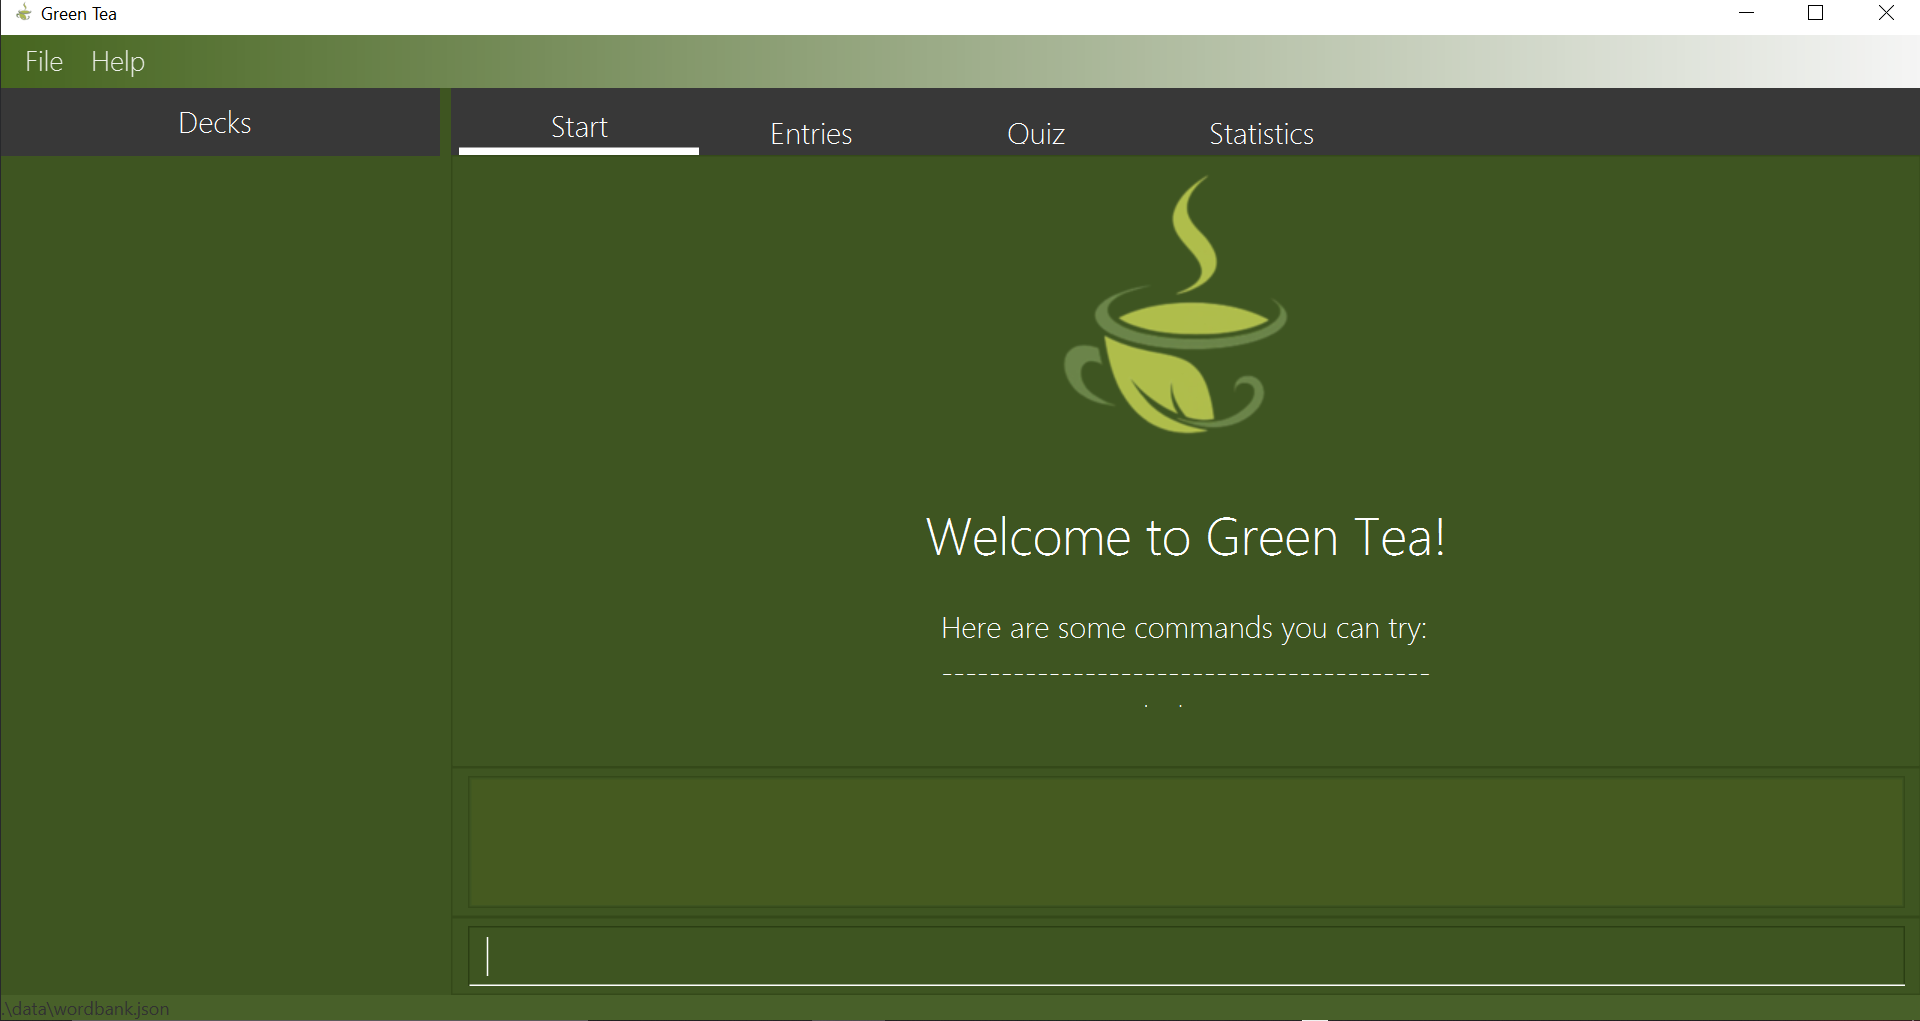 Green Tea
File Help
Decks
Start Entries Quiz Statistics
Welcome to Green Tea!
Here are some commands you can try:
-----------------------------------------
.\data\wordbank.json